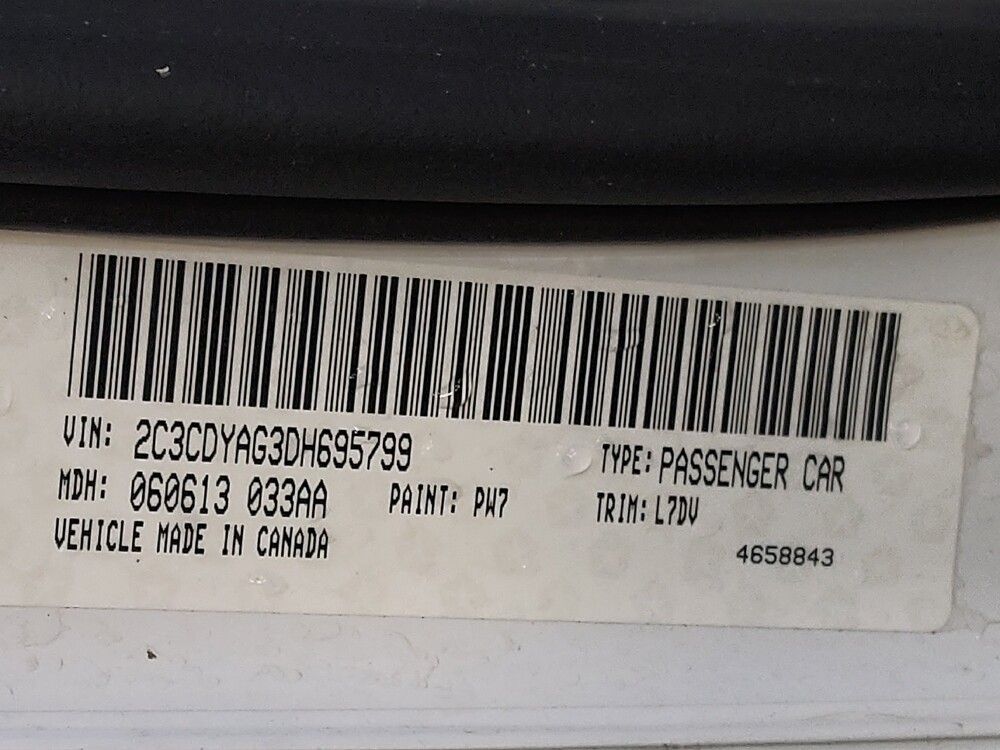 VIN: 2C3CDYAG3DH695799
TYPE: PASSENGER CAR
MDH: 060613 033AA PAINT: PW7 TRIM: L7DV
VEHICLE MADE IN CANADA
4658843